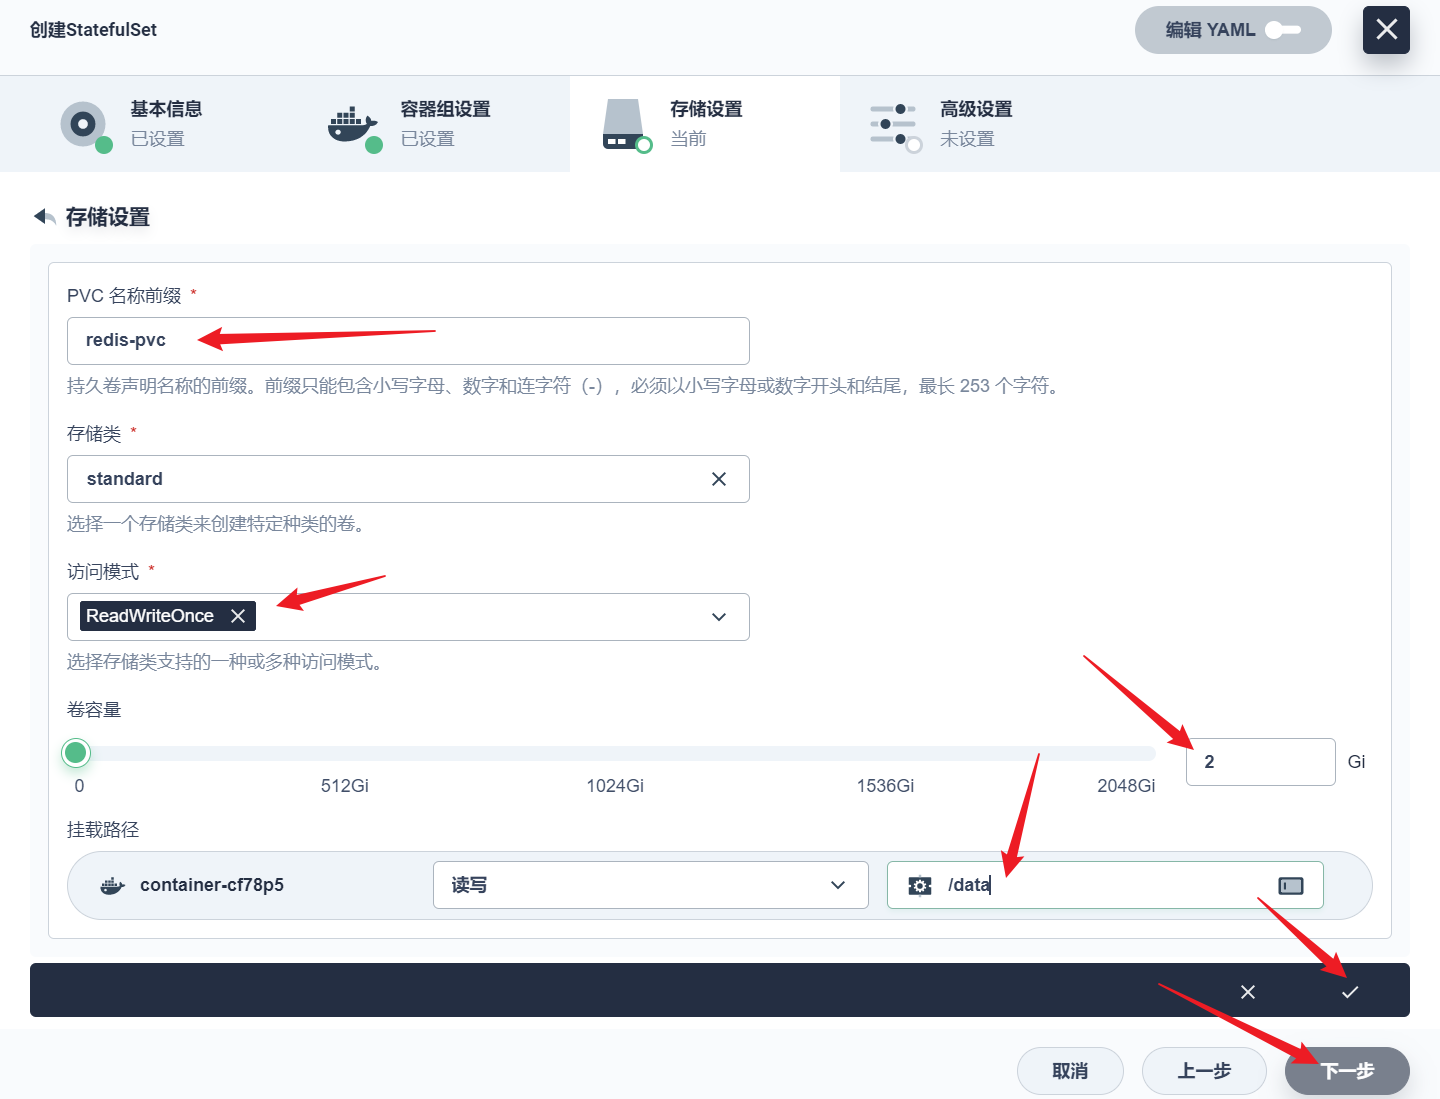 创建StatefulSet
编辑 YAML
基本信息
已设置
容器组设置
已设置
存储设置
当前
高级设置
未设置
存储设置
PVC 名称前缀 *
redis-pvc
持久卷声明名称的前缀。前缀只能包含小写字母、数字和连字符（-），必须以小写字母或数字开头和结尾，最长 253 个字符。
存储类 *
standard
选择一个存储类来创建特定种类的卷。
访问模式 *
ReadWriteOnce
选择存储类支持的一种或多种访问模式。
卷容量
0 512Gi 1024Gi 1536Gi 2048Gi
2 Gi
挂载路径
container-cf78p5 读写 /data
取消 上一步 下一步